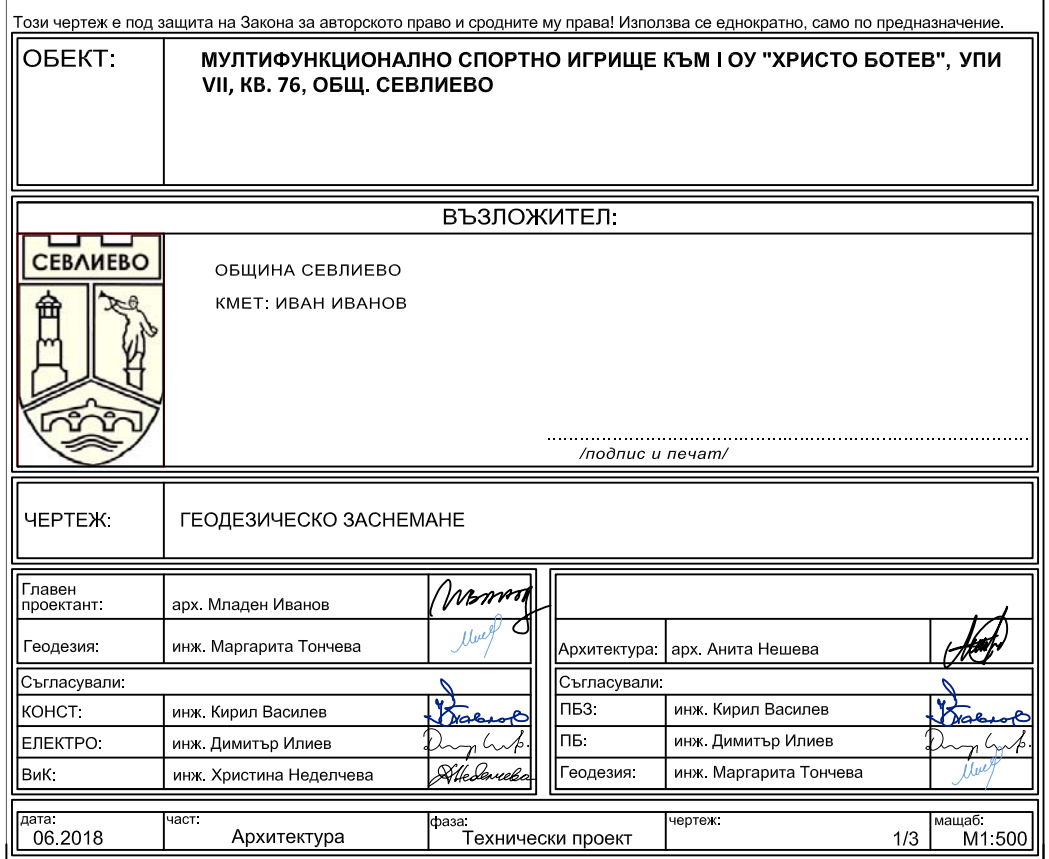 Този чертеж е под защита на Закона за авторското право и сродните му права! Използва се еднократно, само по предназначение.
ОБЕКТ:
МУЛТИФУНКЦИОНАЛНО СПОРТНО ИГРИЩЕ КЪМ I ОУ "ХРИСТО БОТЕВ", УПИ
VII, КВ. 76, ОБЩ. СЕВЛИЕВО
ВЪЗЛОЖИТЕЛ:
СЕВЛИЕВО
ОБЩИНА СЕВЛИЕВО
КМЕТ: ИВАН ИВАНОВ
/подпис и печат/
ЧЕРТЕЖ:
ГЕОДЕЗИЧЕСКО ЗАСНЕМАНЕ
Главен
проектант:
арх. Младен Иванов
Геодезия:
инж. Маргарита Тончева
Съгласували:
КОНСТ:
инж. Кирил Василев
ЕЛЕКТРО:
инж. Димитър Илиев
ВиК:
инж. Христина Неделчева
Архитектура:
арх. Анита Нешева
Съгласували:
ПБЗ:
инж. Кирил Василев
ПБ:
инж. Димитър Илиев
Геодезия:
инж. Маргарита Тончева
дата:
06.2018
част:
Архитектура
фаза:
Технически проект
чертеж:
1/3
мащаб:
М1:500